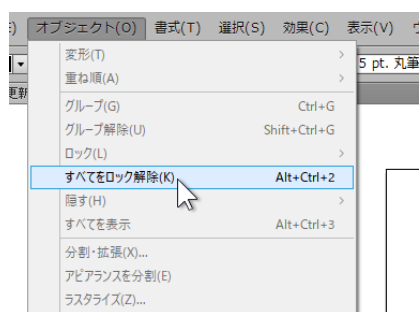 ) オブジェクト(O) 書式(T) 選択(S) 効果(C) 表示(V)
5 pt. 丸筆
更新
変形(T)
重ね順(A)
グループ(G) Ctrl+G
グループ解除(U) Shift+Ctrl+G
ロック(L)
すべてをロック解除(K) Alt+Ctrl+2
隠す(H)
すべてを表示 Alt+Ctrl+3
分割・拡張(X)...
アピアランスを分割(E)
ラスタライズ(Z)...